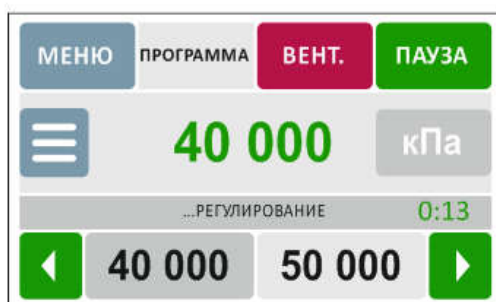 МЕНЮ ПРОГРАММА ВЕНТ. ПАУЗА
40 000 кПа
...РЕГУЛИРОВАНИЕ 0:13
40 000 50 000